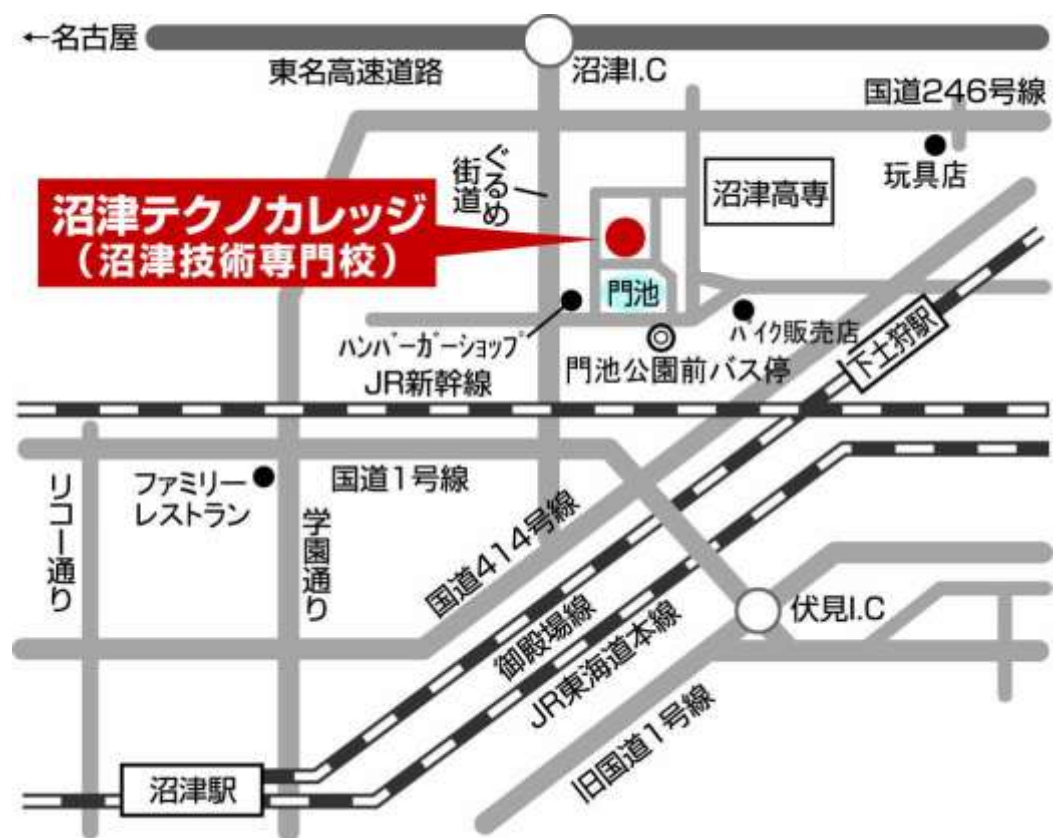 ←名古屋
東名高速道路
沼津I.C
国道246号線
ぐるめ
街道
玩具店
沼津高専
沼津テクノカレッジ
(沼津技術専門校)
門池
ハンバーガーショップ
バイク販売店
下土狩駅
門池公園前バス停
JR新幹線
国道1号線
ファミリー
レストラン
リコー通り
学園通り
国道414号線
御殿場線
JR東海道本線
伏見I.C
旧国道1号線
沼津駅